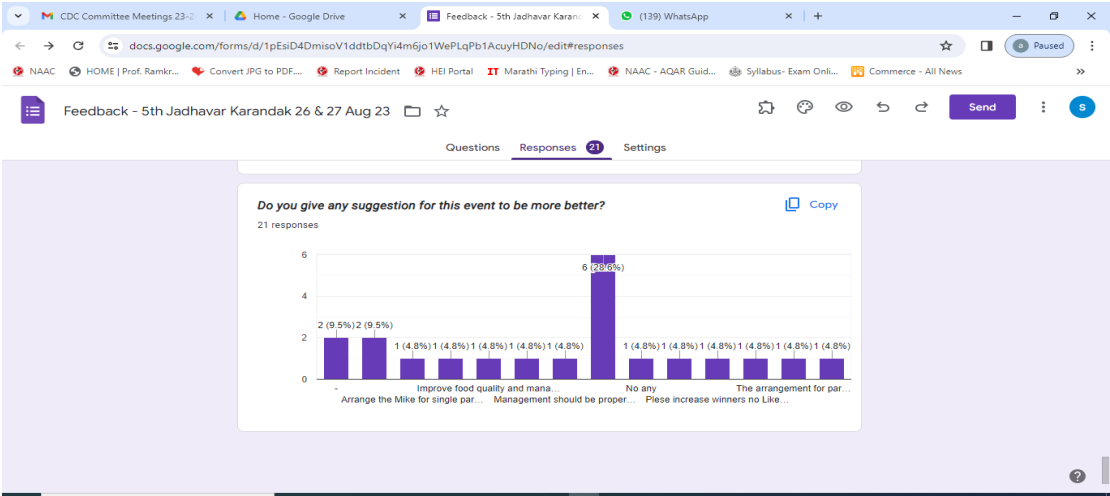 CDC Committee Meetings 23-2
Home - Google Drive
Feedback - 5th Jadhavar Karand
(139) WhatsApp
docs.google.com/forms/d/1pEsiD4DmisoV1ddtbDqYi4m6jo1WePLqPb1AcuyHDNo/edit#responses
a Paused
NAAC
HOME | Prof. Ramkr...
Convert JPG to PDF....
Report Incident
HEI Portal
TT Marathi Typing | En...
NAAC - AQAR Guid...
Syllabus- Exam Onli...
Commerce - All News
Feedback - 5th Jadhavar Karandak 26 & 27 Aug 23
Send
S
Questions Responses 21 Settings
Do you give any suggestion for this event to be more better?
Copy
21 responses
6
4
2
0
2 (9.5%) 2 (9.5%)
1 (4.8%) 1 (4.8%) 1 (4.8%) 1 (4.8%) 1 (4.8%)
6 (28.6%)
1 (4.8%) 1 (4.8%) 1 (4.8%) 1 (4.8%) 1 (4.8%) 1 (4.8%)
- Improve food quality and mana... No any The arrangement for par...
Arrange the Mike for single par... Management should be proper... Plese increase winners no Like...